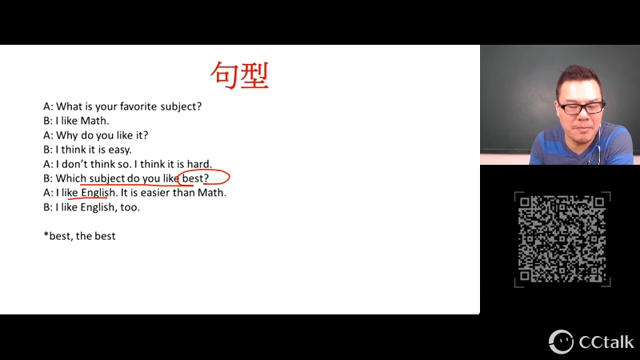 句型
A: What is your favorite subject?
B: I like Math.
A: Why do you like it?
B: I think it is easy.
A: I don't think so. I think it is hard.
B: Which subject do you like best?
A: I like English. It is easier than Math.
B: I like English, too.
*best, the best
CCtalk